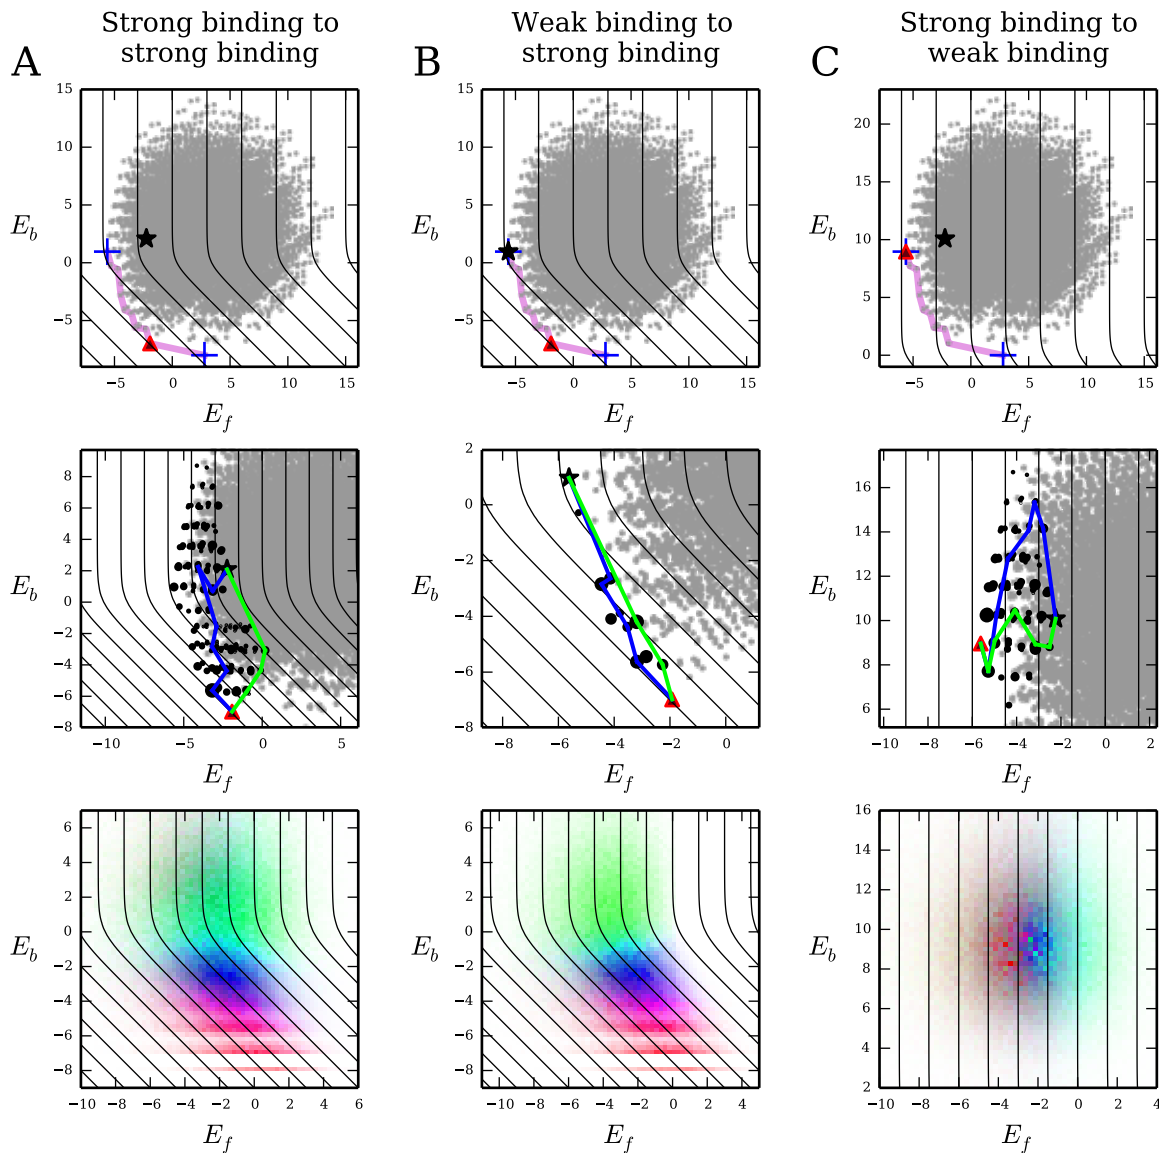 Strong binding to
strong binding
Weak binding to
strong binding
Strong binding to
weak binding
A
B
C
15
10
5
0
−5
E_b
−5 0 5 10 15
E_f
15
10
5
0
−5
E_b
−5 0 5 10 15
E_f
20
15
10
5
0
E_b
−5 0 5 10 15
E_f
8
6
4
2
0
−2
−4
−6
−8
E_b
−10 −5 0 5
E_f
2
0
−2
−4
−6
−8
E_b
−8 −6 −4 −2 0
E_f
16
14
12
10
8
6
E_b
−10 −8 −6 −4 −2 0 2
E_f
6
4
2
0
−2
−4
−6
−8
E_b
−10 −8 −6 −4 −2 0 2 4 6
E_f
6
4
2
0
−2
−4
−6
−8
E_b
−10 −8 −6 −4 −2 0 2 4
E_f
16
14
12
10
8
6
4
2
E_b
−10 −8 −6 −4 −2 0 2 4
E_f